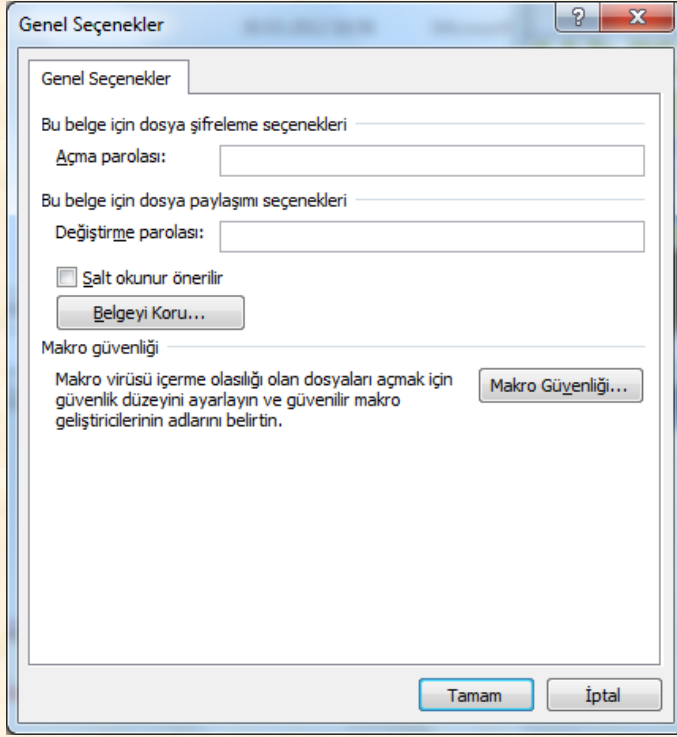 Genel Seçenekler
Genel Seçenekler
Bu belge için dosya şifreleme seçenekleri
Açma parolası:
Bu belge için dosya paylaşımı seçenekleri
Değiştirme parolası:
Salt okunur önerilir
Belgeyi Koru...
Makro güvenliği
Makro virüsü içerme olasılığı olan dosyaları açmak için
güvenlik düzeyini ayarlayın ve güvenilir makro
geliştiricilerinin adlarını belirtin.
Makro Güvenliği...
Tamam
İptal